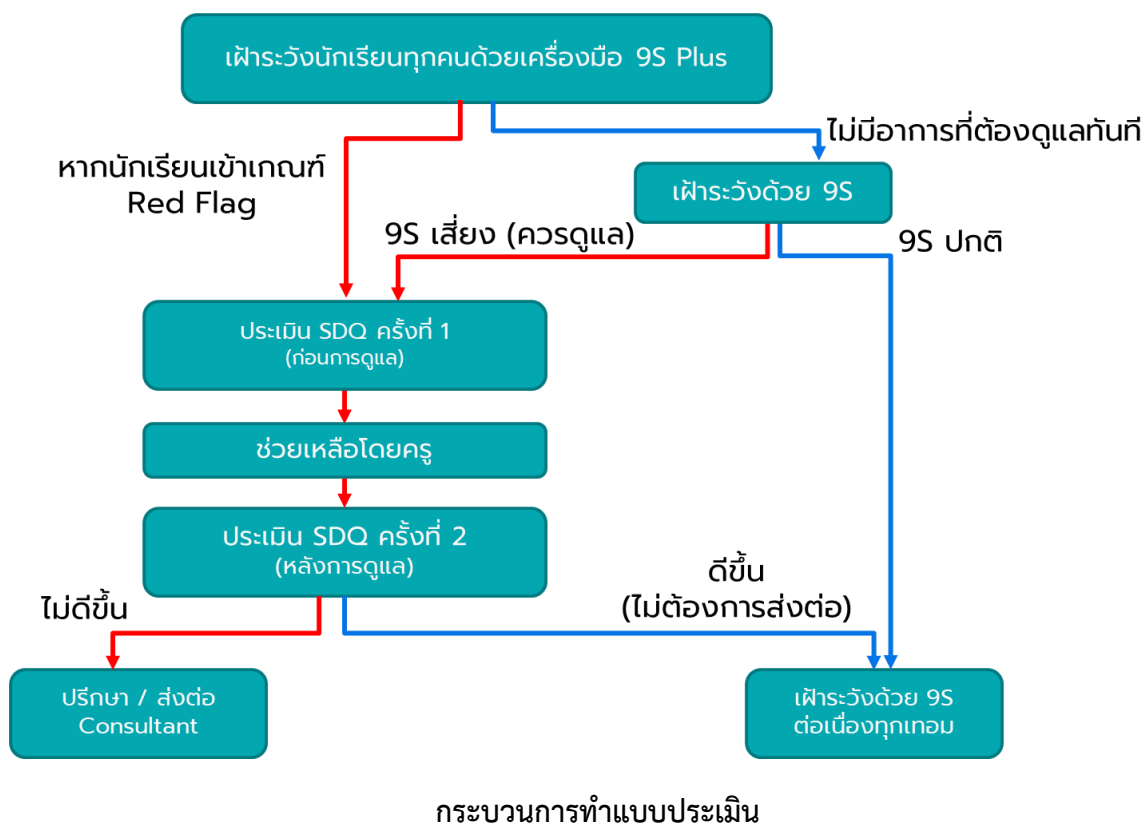 เฝ้าระวังนักเรียนทุกคนด้วยเครื่องมือ 9S Plus
ไม่มีอาการที่ต้องดูแลทันที
หากนักเรียนเข้าเกณฑ์
Red Flag
เฝ้าระวังด้วย 9S
9S เสี่ยง (ควรดูแล)
9S ปกติ
ประเมิน SDQ ครั้งที่ 1
(ก่อนการดูแล)
ช่วยเหลือโดยครู
ประเมิน SDQ ครั้งที่ 2
(หลังการดูแล)
ไม่ดีขึ้น
ดีขึ้น
(ไม่ต้องการส่งต่อ)
ปรึกษา / ส่งต่อ
Consultant
เฝ้าระวังด้วย 9S
ต่อเนื่องทุกเทอม
กระบวนการทำแบบประเมิน